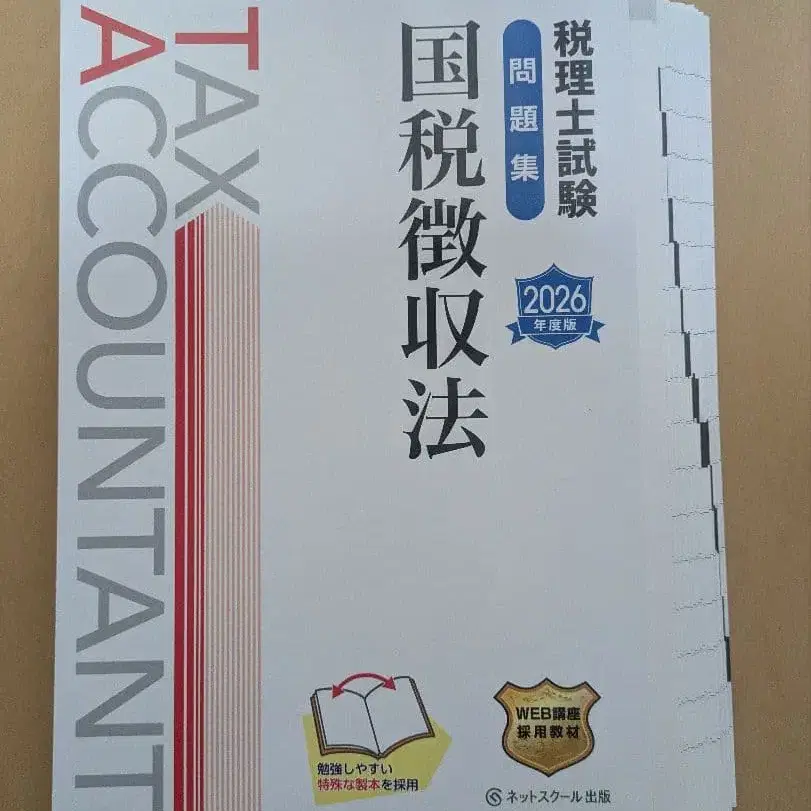 税理士試験
問題集
国税徴収法
2026
年度版
TAX
ACCOUNTANT
勉強しやすい
特殊な製本を採用
WEB講座
採用教材
ネットスクール出版